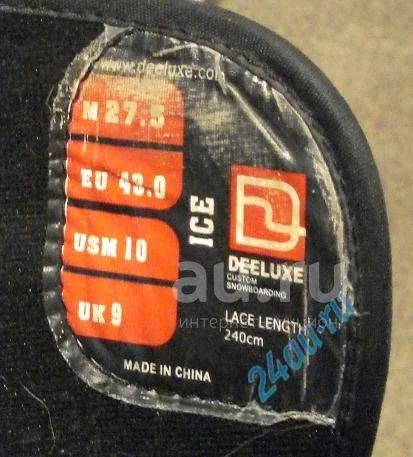 www.deeluxe.com
M 27.5
EU 43.0
USM 10
UK 9
ICE
DEELUXE
CUSTOM
SNOWBOARDING
LACE LENGTH
240cm
MADE IN CHINA
au.ru
24au.ru